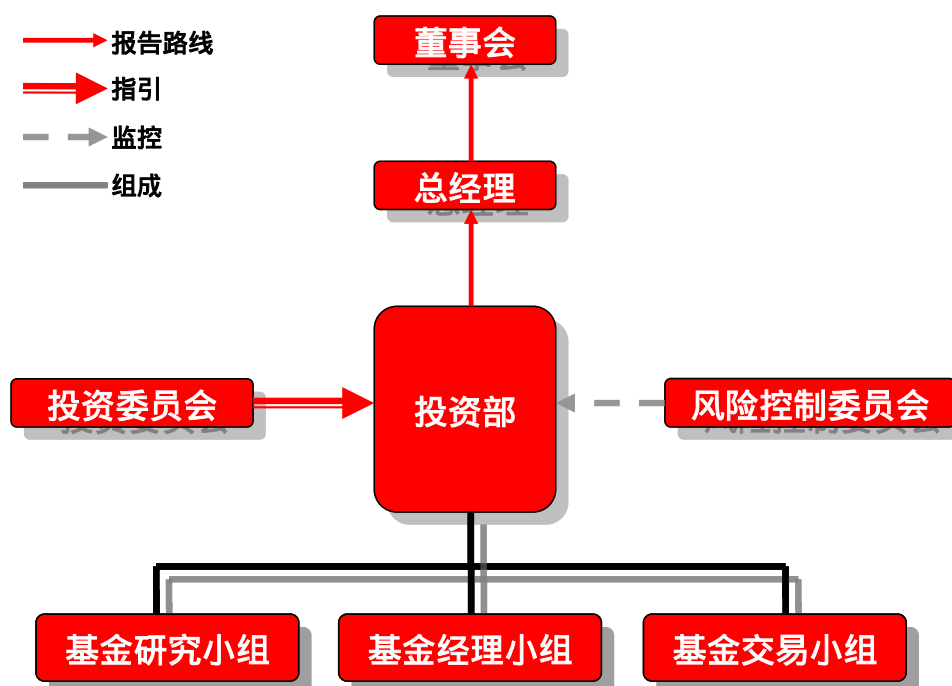 报告路线
指引
监控
组成
董事会
总经理
投资委员会
投资部
风险控制委员会
基金研究小组
基金经理小组
基金交易小组